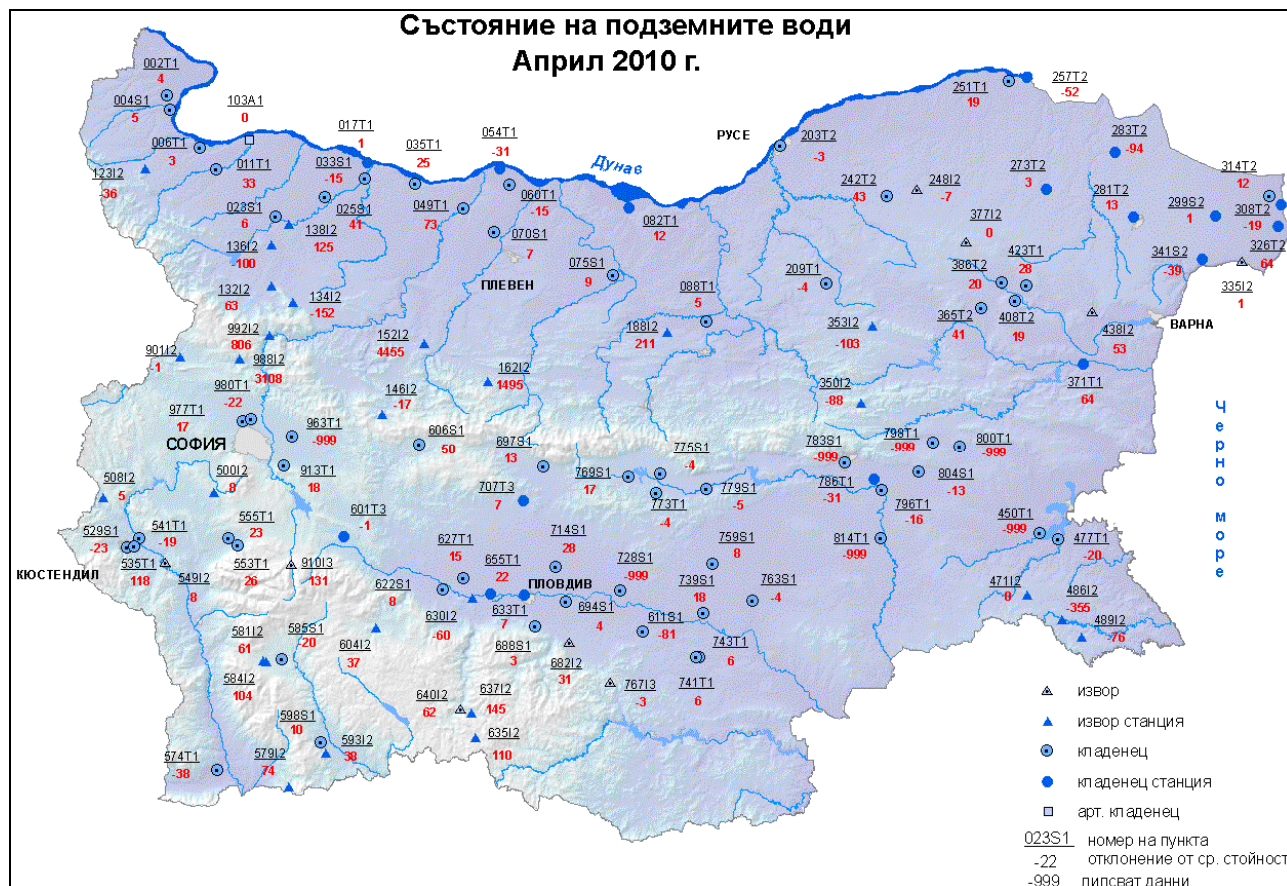 Състояние на подземните води
Април 2010 г.
002T1
4
004S1
5
103A1
0
006T1
3
011T1
33
017T1
1
033S1
-15
035T1
25
054T1
-31
Дунав
РУСЕ
203T2
-3
251T1
19
257T2
-52
283T2
-94
273T2
3
314T2
12
123I2
-36
023S1
6
025S1
41
138I2
125
136I2
-100
049T1
73
060T1
-15
070S1
7
082T1
12
242T2
43
248I2
-7
281T2
13
299S2
1
308T2
-19
326T2
64
377I2
0
423T1
28
386T2
20
341S2
-39
335I2
1
132I2
63
134I2
-152
ПЛЕВЕН
075S1
9
088T1
5
209T1
-4
365T2
41
408T2
19
438I2
53
ВАРНА
992I2
806
901I2
1
988I2
3108
152I2
4455
188I2
211
353I2
-103
162I2
1495
146I2
-17
350I2
-88
371T1
64
980T1
-22
977T1
17
СОФИЯ
963T1
-999
606S1
50
697S1
13
775S1
-4
783S1
-999
798T1
-999
800T1
-999
Черно море
508I2
5
500I2
8
913T1
18
707T3
7
769S1
17
773T1
-4
779S1
-5
786T1
-31
804S1
-13
796T1
-16
601T3
-1
529S1
-23
541T1
-19
555T1
23
450T1
-999
477T1
-20
814T1
-999
КЮСТЕНДИЛ
535T1
118
549I2
8
553T1
26
910I3
131
627T1
15
655T1
22
714S1
28
ПЛОВДИВ
728S1
-999
759S1
8
739S1
18
763S1
-4
622S1
8
630I2
-60
633T1
7
694S1
4
611S1
-81
471I2
0
486I2
-355
489I2
-76
581I2
61
585S1
-20
604I2
37
688S1
3
682I2
31
743T1
6
741T1
6
584I2
104
640I2
62
637I2
145
767I3
-3
598S1
10
593I2
38
635I2
110
574T1
-38
579I2
74
извор
извор станция
кладенец
кладенец станция
арт. кладенец
023S1 номер на пункта
-22 отклонение от ср. стойност
-999 липсват данни